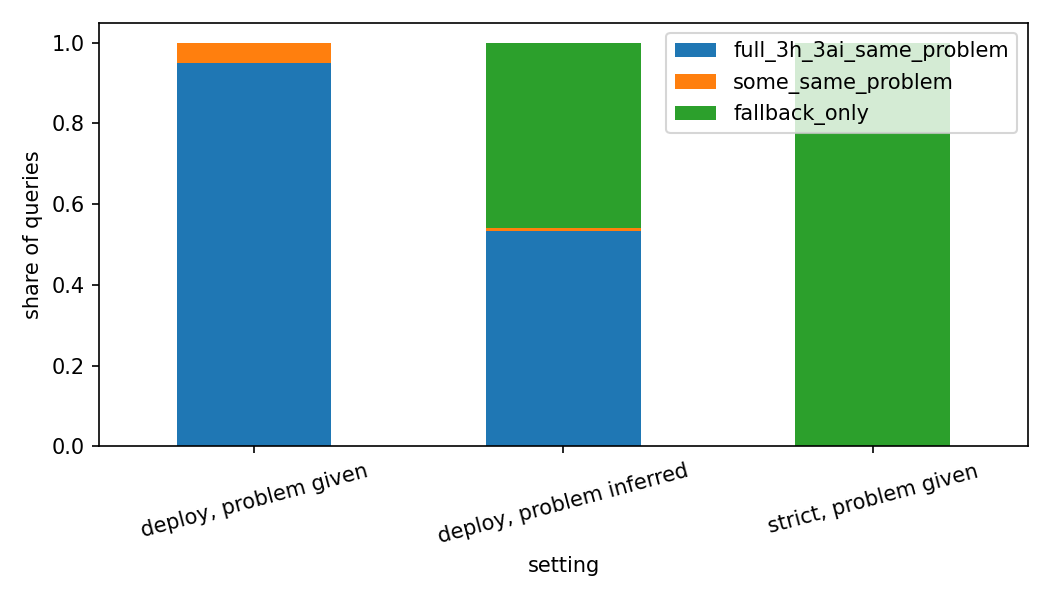 full_3h_3ai_same_problem
some_same_problem
fallback_only
share of queries
1.0
0.8
0.6
0.4
0.2
0.0
deploy, problem given
deploy, problem inferred
strict, problem given
setting